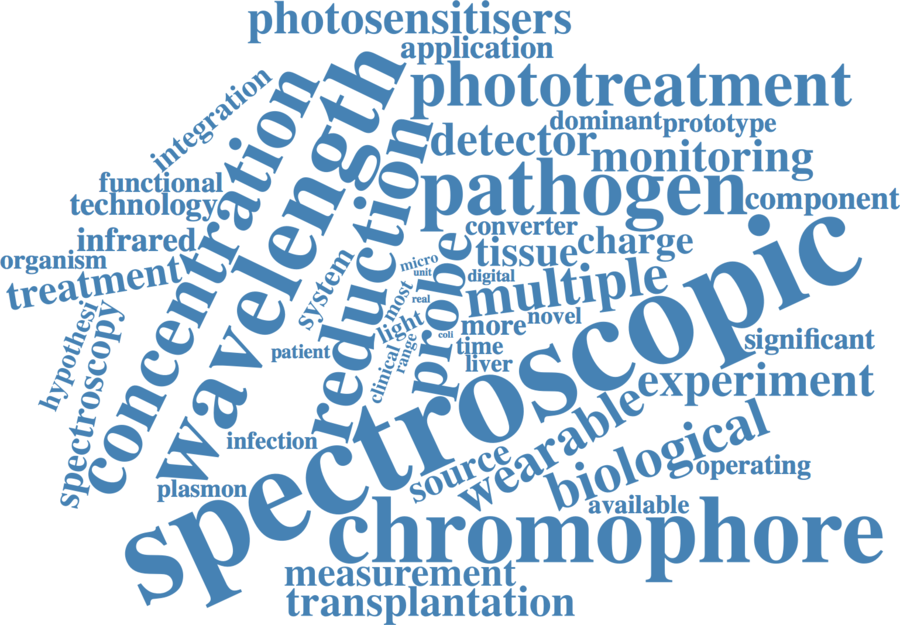 photosensitisers
application
phototreatment
integration
concentration
wavelength
dominant
prototype
detector
monitoring
functional
technology
reduction
pathogen
component
infrared
organism
treatment
converter
tissue
charge
system
micro
unit
digital
probe
multiple
spectroscopic
hypothesi
spectroscopy
most
real
light
coli
more
novel
patient
clinical
range
time
liver
significant
experiment
infection
wearable
source
biological
operating
plasmon
available
chromophore
measurement
transplantation